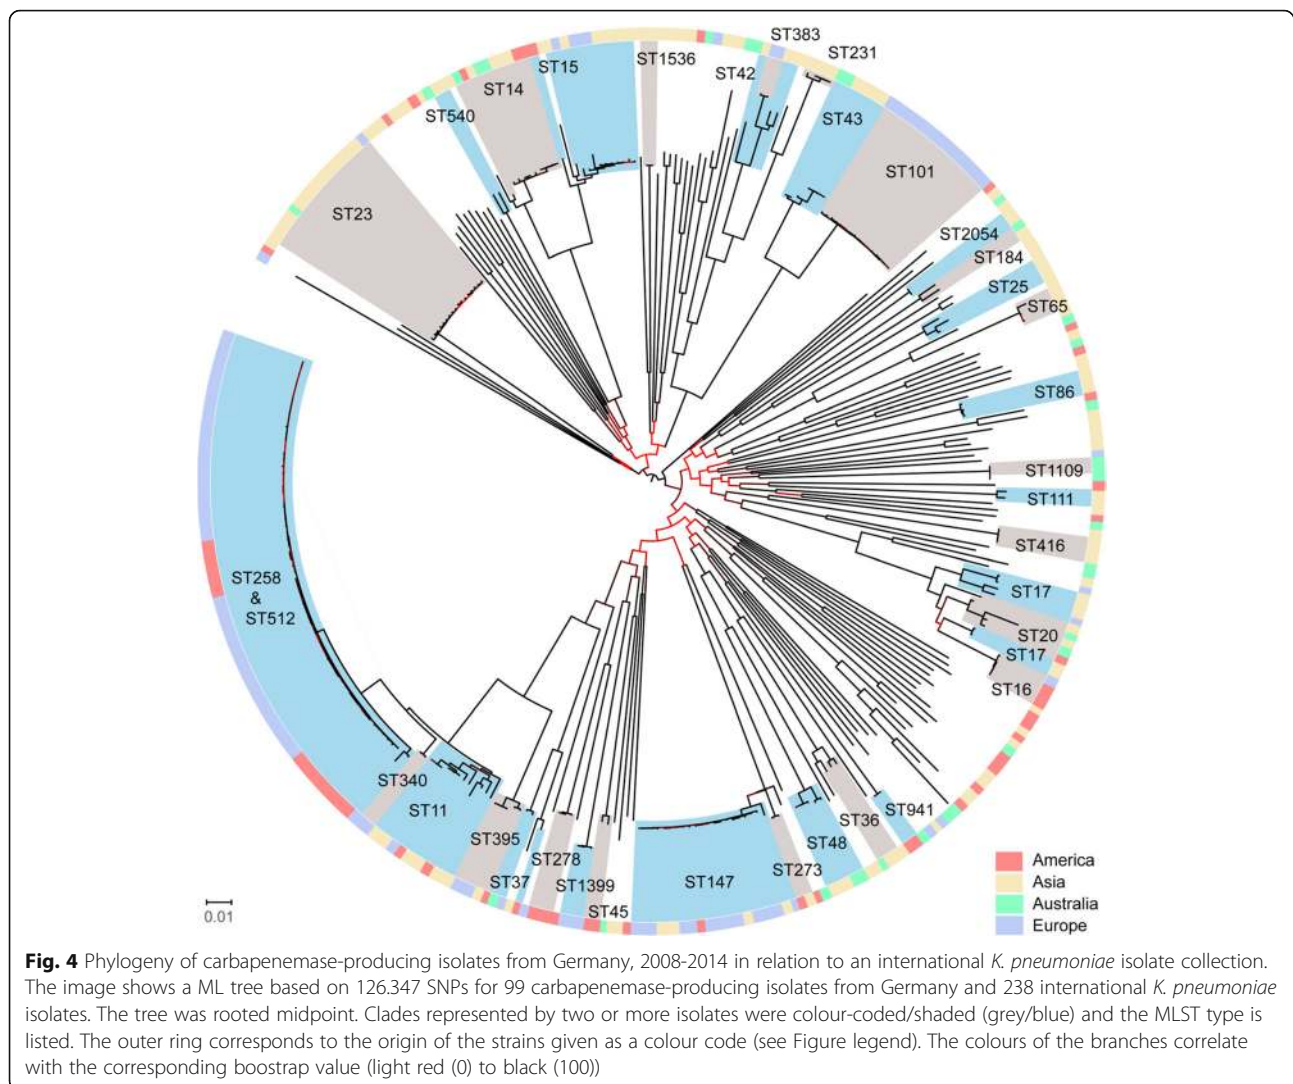 ST383
ST231
ST1536
ST15
ST42
ST14
ST540
ST43
ST101
ST23
ST2054
ST184
ST25
ST65
ST86
ST1109
ST111
ST416
ST17
ST20
ST17
ST16
ST258
&
ST512
ST340
ST11
ST395
ST37
ST278
ST1399
ST45
ST147
ST273
ST48
ST36
ST941
0.01
America
Asia
Australia
Europe
Fig. 4 Phylogeny of carbapenemase-producing isolates from Germany, 2008-2014 in relation to an international K. pneumoniae isolate collection.
The image shows a ML tree based on 126.347 SNPs for 99 carbapenemase-producing isolates from Germany and 238 international K. pneumoniae
isolates. The tree was rooted midpoint. Clades represented by two or more isolates were colour-coded/shaded (grey/blue) and the MLST type is
listed. The outer ring corresponds to the origin of the strains given as a colour code (see Figure legend). The colours of the branches correlate
with the corresponding boostrap value (light red (0) to black (100))